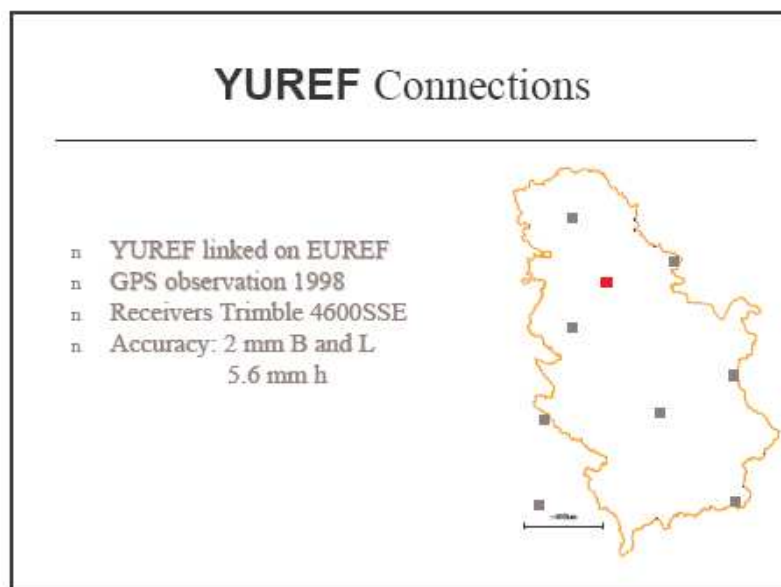 YUREF Connections
n YUREF linked on EUREF
n GPS observation 1998
n Receivers Trimble 4600SSE
n Accuracy: 2 mm B and L
5.6 mm h